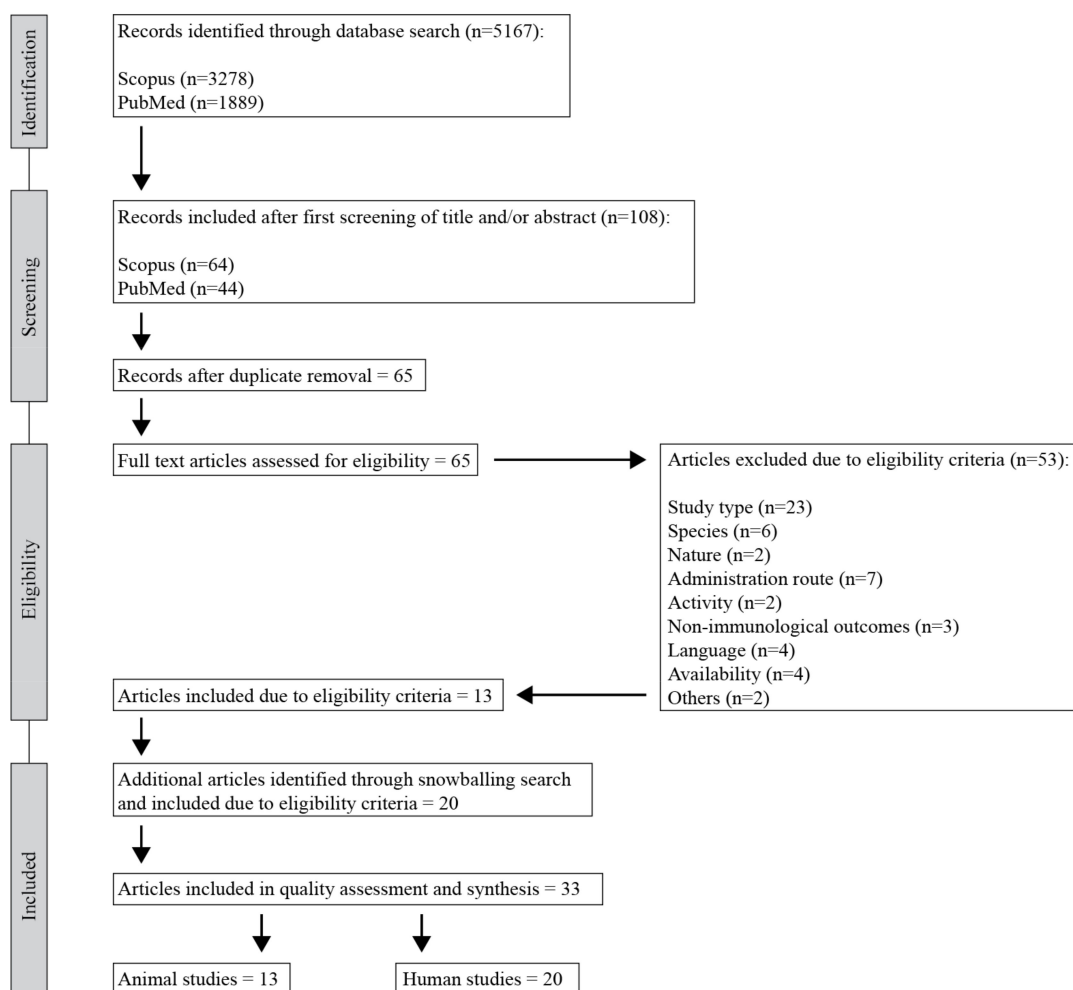 Identification
Records identified through database search (n=5167):
Scopus (n=3278)
PubMed (n=1889)
Screening
Records included after first screening of title and/or abstract (n=108):
Scopus (n=64)
PubMed (n=44)
Records after duplicate removal = 65
Eligibility
Full text articles assessed for eligibility = 65
Articles excluded due to eligibility criteria (n=53):
Study type (n=23)
Species (n=6)
Nature (n=2)
Administration route (n=7)
Activity (n=2)
Non-immunological outcomes (n=3)
Language (n=4)
Availability (n=4)
Others (n=2)
Articles included due to eligibility criteria = 13
Included
Additional articles identified through snowballing search
and included due to eligibility criteria = 20
Articles included in quality assessment and synthesis = 33
Animal studies = 13
Human studies = 20